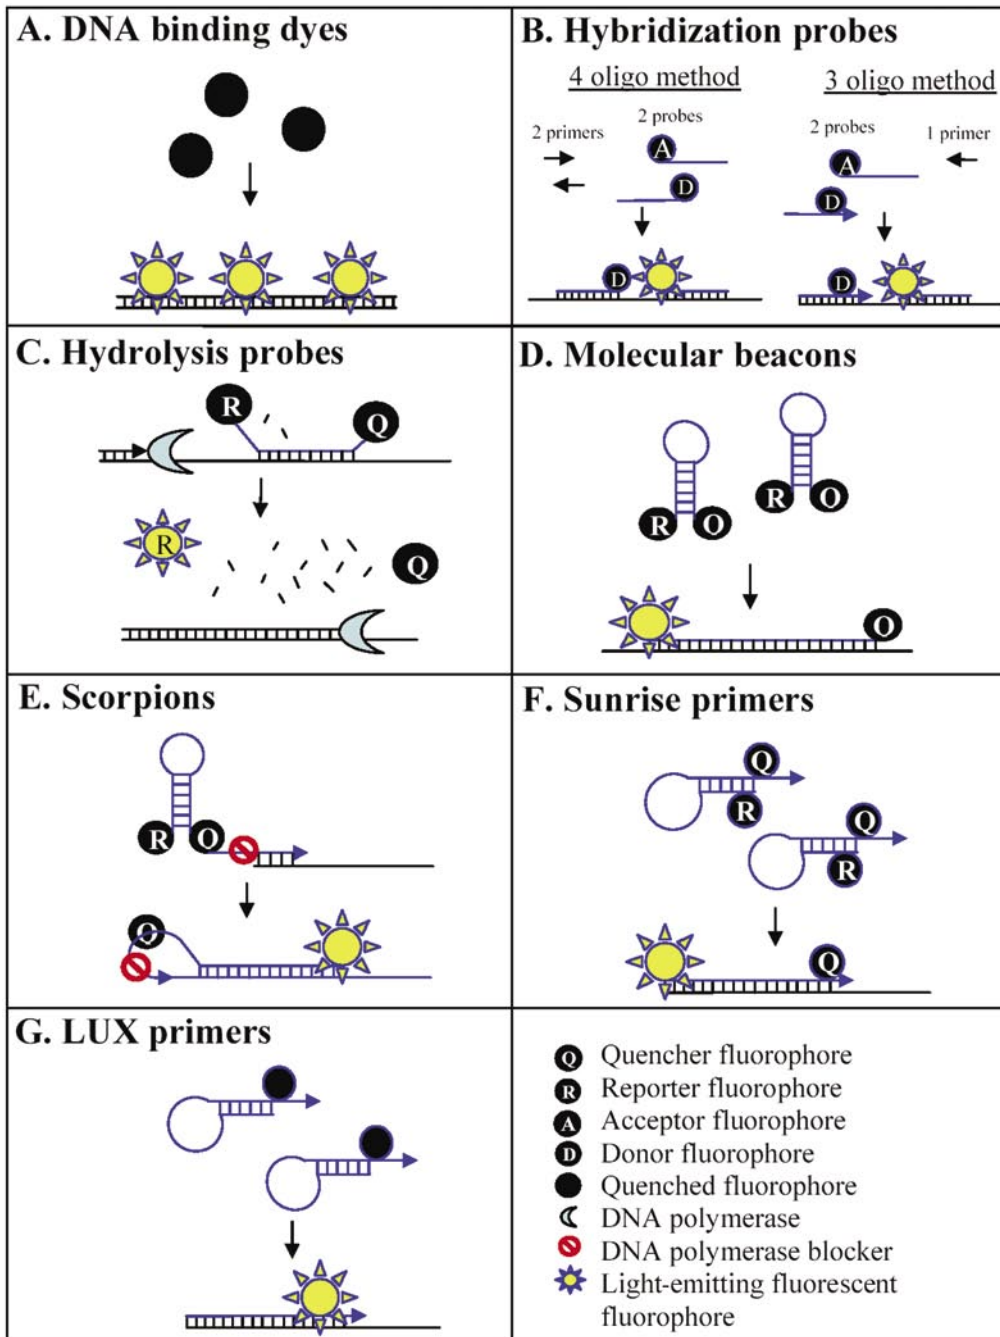 A. DNA binding dyes
B. Hybridization probes
4 oligo method
3 oligo method
2 primers
2 probes
2 probes
1 primer
A
D
A
D
D
D
C. Hydrolysis probes
R
Q
R
Q
D. Molecular beacons
R
Q
R
Q
Q
E. Scorpions
R
Q
Q
F. Sunrise primers
Q
R
Q
R
Q
G. LUX primers
Q Quencher fluorophore
R Reporter fluorophore
A Acceptor fluorophore
D Donor fluorophore
Quenched fluorophore
DNA polymerase
DNA polymerase blocker
Light-emitting fluorescent
fluorophore